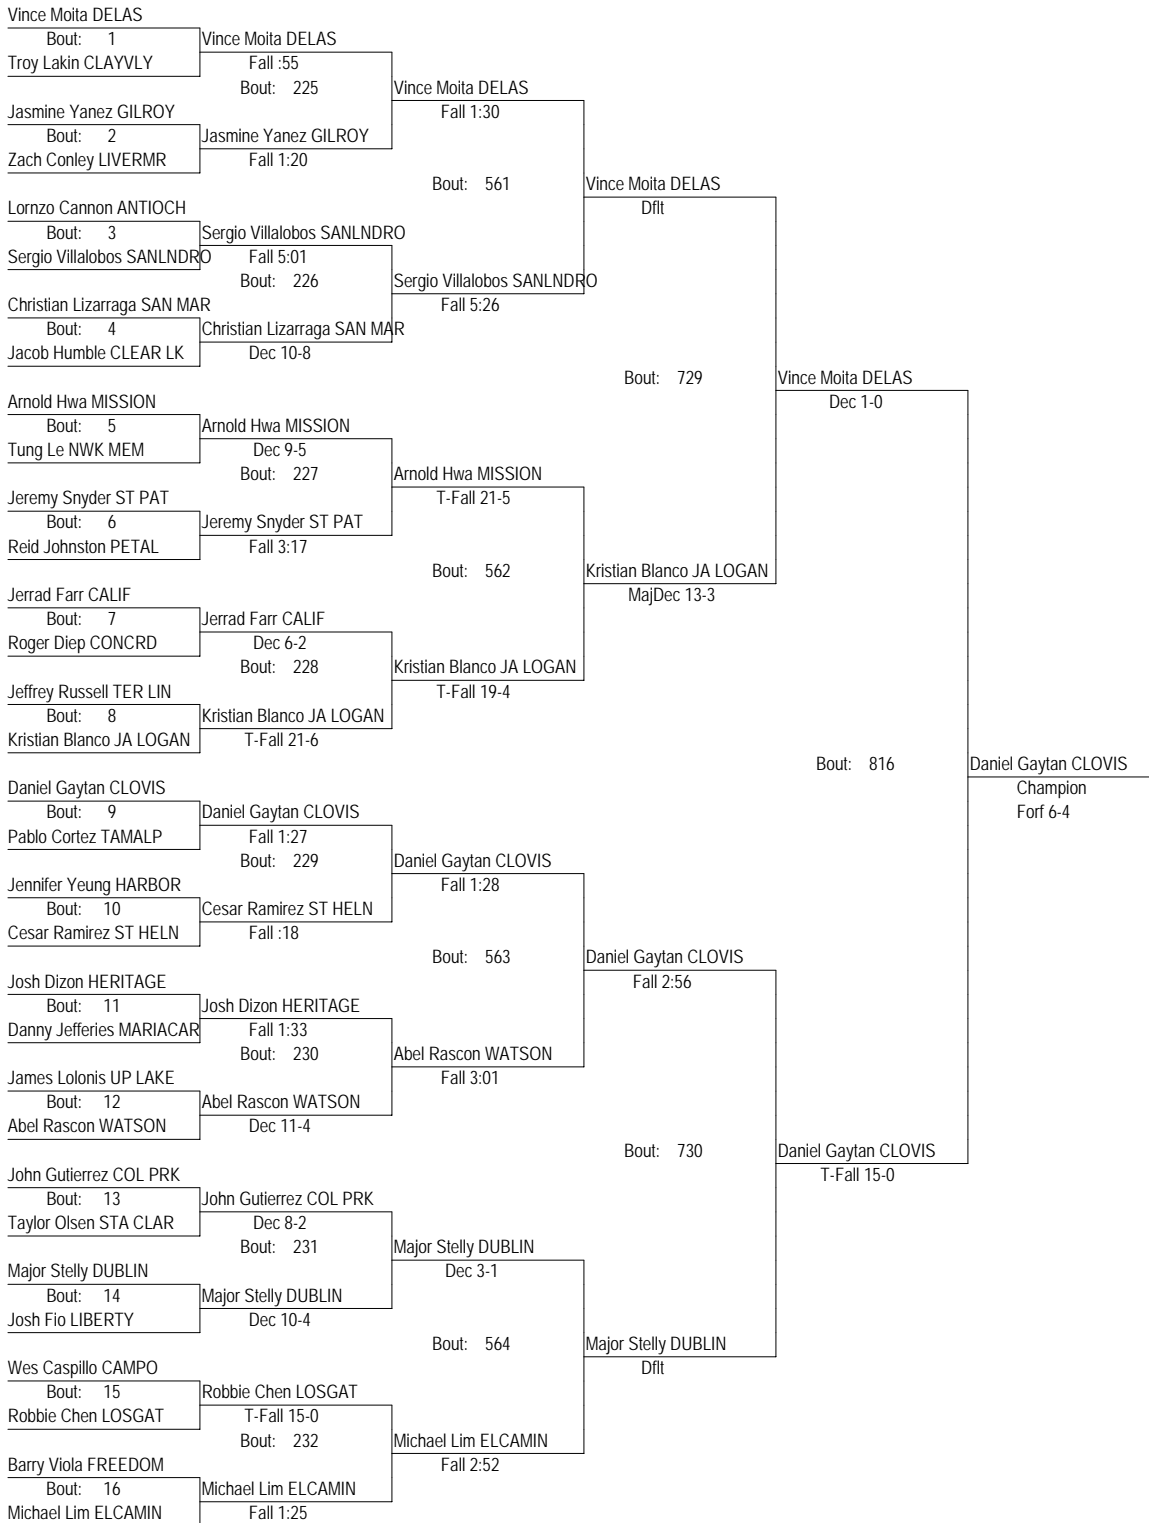 Vince Moita DELAS
Bout: 1
Troy Lakin CLAYVLY
Jasmine Yanez GILROY
Bout: 2
Zach Conley LIVERMR
Lornzo Cannon ANTIOCH
Bout: 3
Sergio Villalobos SANLNDRO
Christian Lizarraga SAN MAR
Bout: 4
Jacob Humble CLEAR LK
Arnold Hwa MISSION
Bout: 5
Tung Le NWK MEM
Jeremy Snyder ST PAT
Bout: 6
Reid Johnston PETAL
Jerrad Farr CALIF
Bout: 7
Roger Diep CONCRD
Jeffrey Russell TER LIN
Bout: 8
Kristian Blanco JA LOGAN
Daniel Gaytan CLOVIS
Bout: 9
Pablo Cortez TAMALP
Jennifer Yeung HARBOR
Bout: 10
Cesar Ramirez ST HELN
Josh Dizon HERITAGE
Bout: 11
Danny Jefferies MARIACAR
James Lolonis UP LAKE
Bout: 12
Abel Rascon WATSON
John Gutierrez COL PRK
Bout: 13
Taylor Olsen STA CLAR
Major Stelly DUBLIN
Bout: 14
Josh Fio LIBERTY
Wes Caspillo CAMPO
Bout: 15
Robbie Chen LOSGAT
Barry Viola FREEDOM
Bout: 16
Michael Lim ELCAMIN
Vince Moita DELAS
Fall :55
Bout: 225
Jasmine Yanez GILROY
Fall 1:20
Sergio Villalobos SANLNDRO
Fall 5:01
Bout: 226
Christian Lizarraga SAN MAR
Dec 10-8
Arnold Hwa MISSION
Dec 9-5
Bout: 227
Jeremy Snyder ST PAT
Fall 3:17
Jerrad Farr CALIF
Dec 6-2
Bout: 228
Kristian Blanco JA LOGAN
T-Fall 21-6
Daniel Gaytan CLOVIS
Fall 1:27
Bout: 229
Cesar Ramirez ST HELN
Fall :18
Josh Dizon HERITAGE
Fall 1:33
Bout: 230
Abel Rascon WATSON
Dec 11-4
John Gutierrez COL PRK
Dec 8-2
Bout: 231
Major Stelly DUBLIN
Dec 10-4
Robbie Chen LOSGAT
T-Fall 15-0
Bout: 232
Michael Lim ELCAMIN
Fall 1:25
Vince Moita DELAS
Fall 1:30
Bout: 561
Sergio Villalobos SANLNDRO
Fall 5:26
Arnold Hwa MISSION
T-Fall 21-5
Bout: 562
Kristian Blanco JA LOGAN
T-Fall 19-4
Daniel Gaytan CLOVIS
Fall 1:28
Bout: 563
Abel Rascon WATSON
Fall 3:01
Major Stelly DUBLIN
Dec 3-1
Bout: 564
Michael Lim ELCAMIN
Fall 2:52
Vince Moita DELAS
Dflt
Bout: 729
Kristian Blanco JA LOGAN
MajDec 13-3
Daniel Gaytan CLOVIS
Fall 2:56
Bout: 730
Major Stelly DUBLIN
Dflt
Vince Moita DELAS
Dec 1-0
Bout: 816
Daniel Gaytan CLOVIS
T-Fall 15-0
Daniel Gaytan CLOVIS
Champion
Forf 6-4